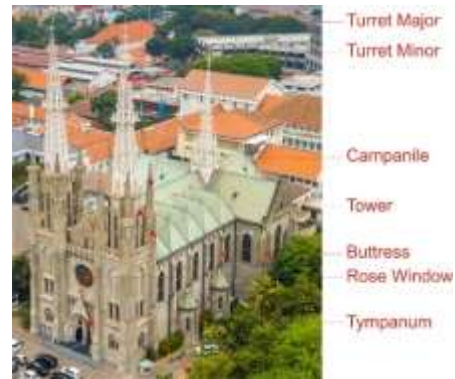 Turret Major
Turret Minor
Campanile
Tower
Buttress
Rose Window
Tympanum